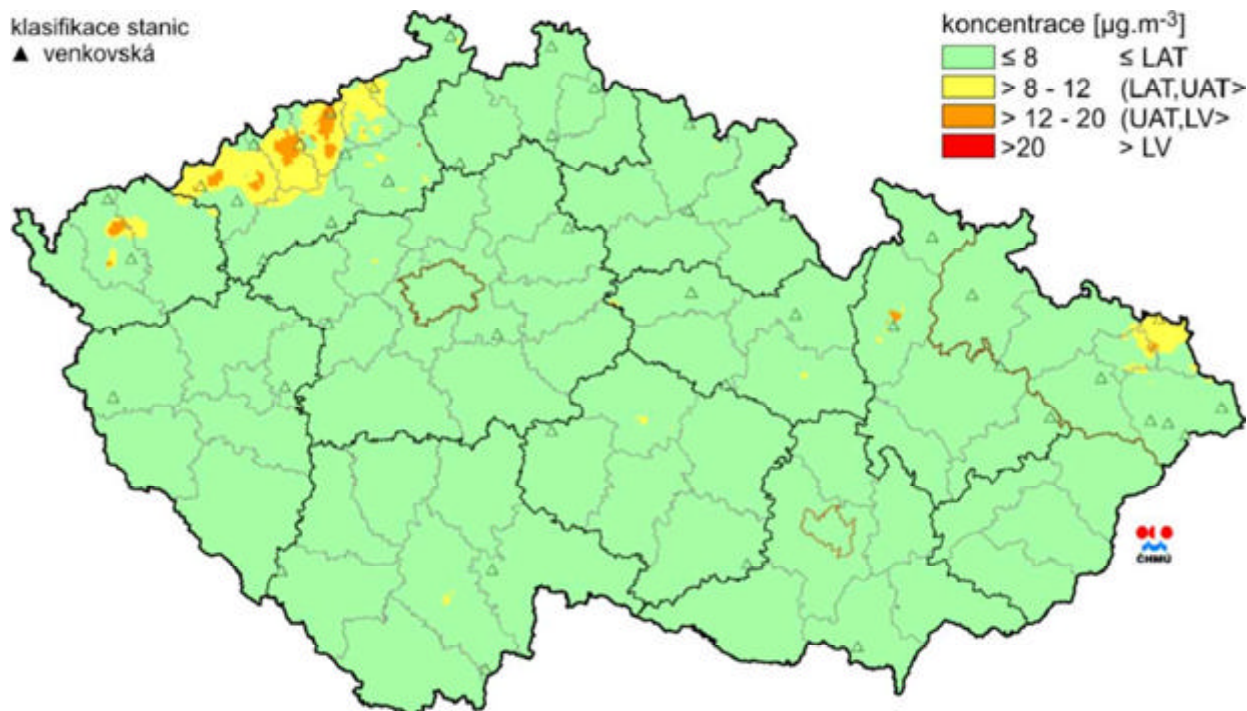 klasifikace stanic
▲ venkovská
koncentrace [µg.m-3]
≤ 8 ≤ LAT
> 8 - 12 (LAT,UAT>
> 12 - 20 (UAT,LV>
>20 > LV
ČHMÚ